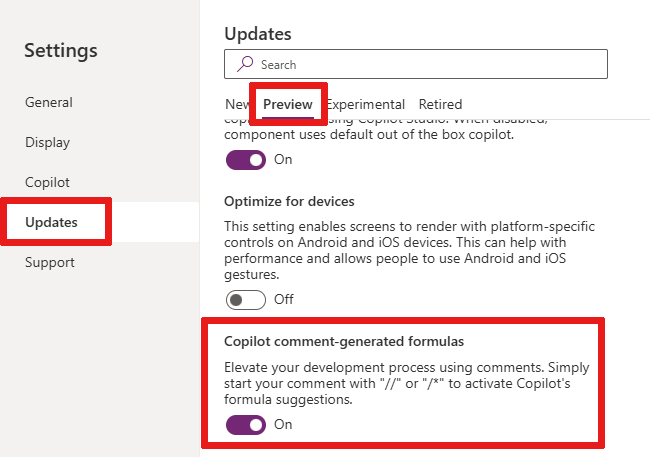 Settings
General
Display
Copilot
Updates
Support
Updates
Search
New Preview Experimental Retired
using Copilot Studio. When disabled,
component uses default out of the box copilot.
On
Optimize for devices
This setting enables screens to render with platform-specific
controls on Android and iOS devices. This can help with
performance and allows people to use Android and iOS
gestures.
Off
Copilot comment-generated formulas
Elevate your development process using comments. Simply
start your comment with "//" or "/*" to activate Copilot's
formula suggestions.
On